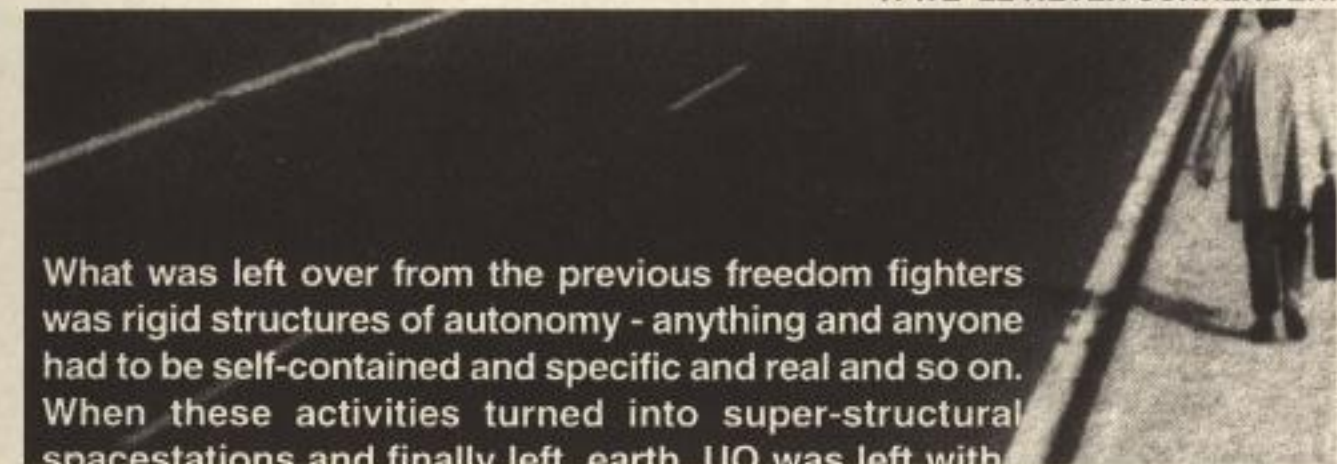 What was left over from the previous freedom fighters
was rigid structures of autonomy - anything and anyone
had to be self-contained and specific and real and so on.
When these activities turned into super-structural
spacestations and finally left earth, UQ was left with